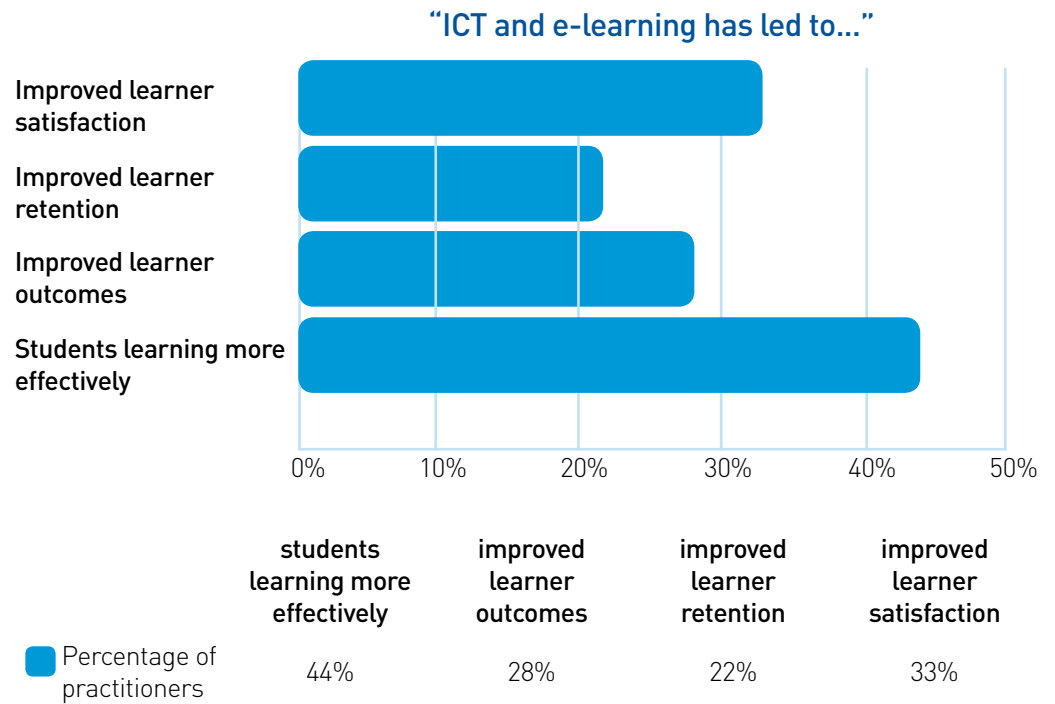 “ICT and e-learning has led to...”
Improved learner
satisfaction
Improved learner
retention
Improved learner
outcomes
Students learning more
effectively
0% 10% 20% 30% 40% 50%
students improved improved improved
learning more learner learner learner
effectively outcomes retention satisfaction
Percentage of
practitioners
44% 28% 22% 33%